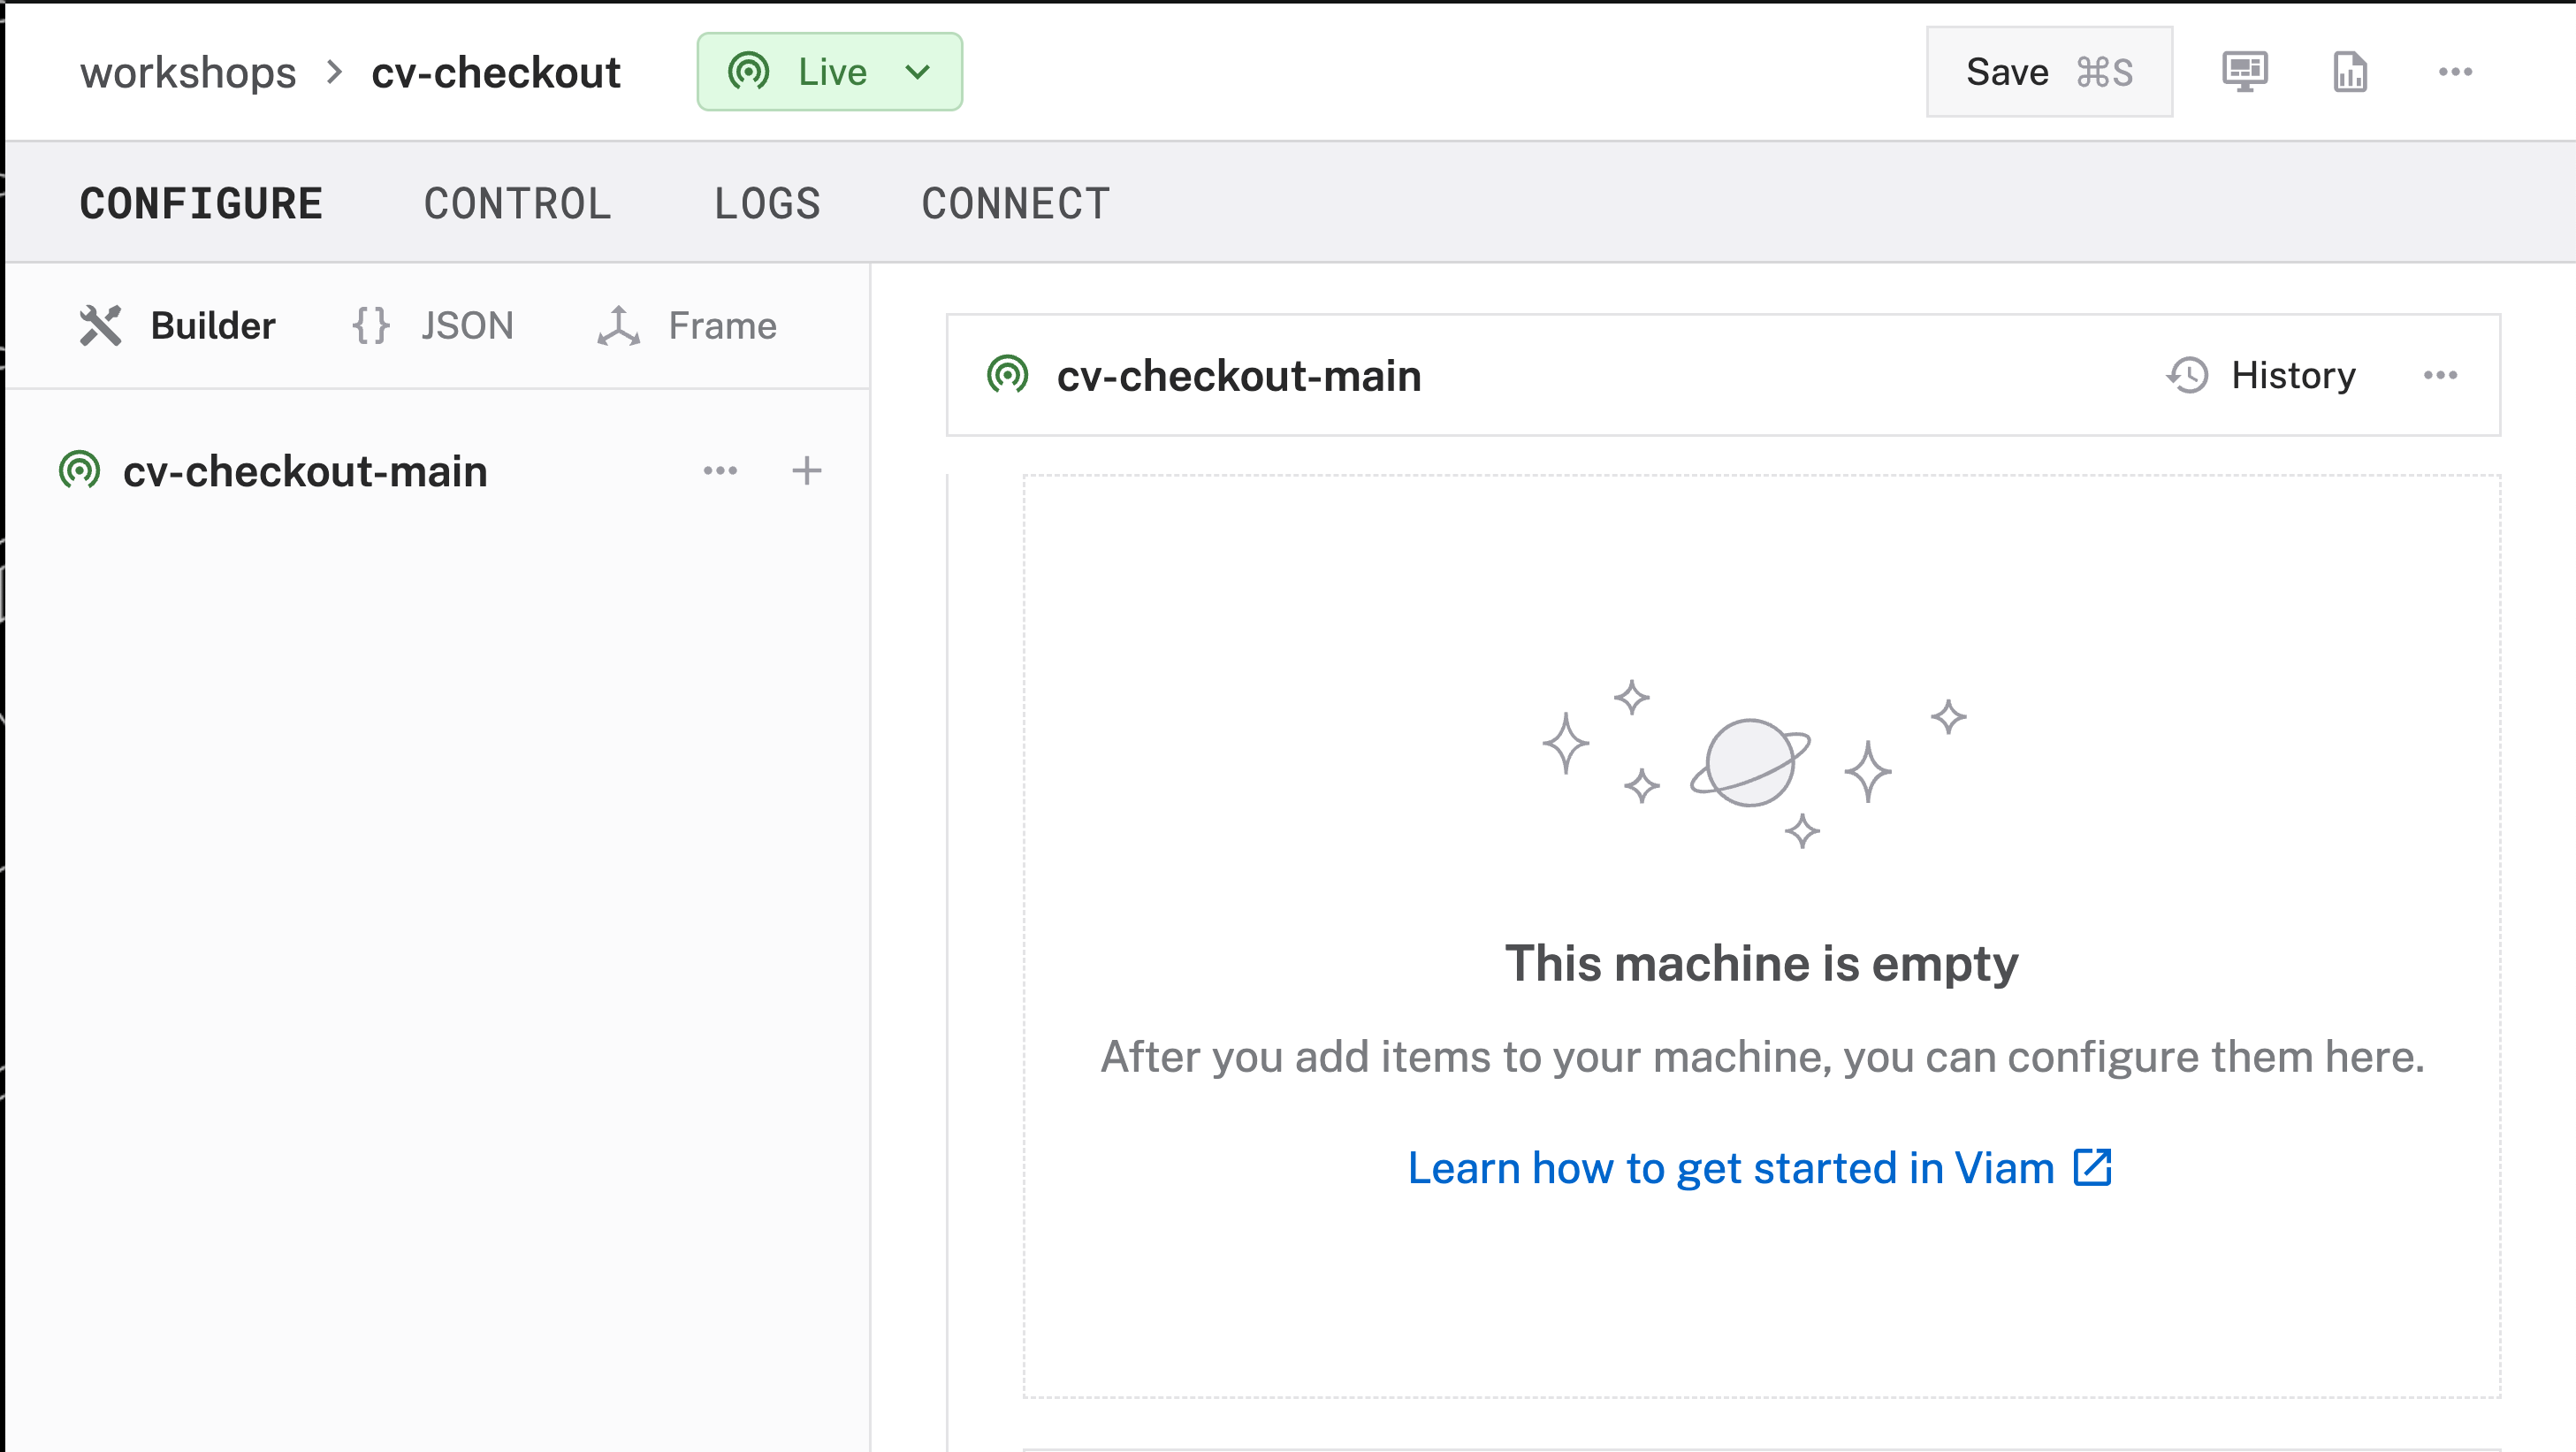 workshops > cv-checkout Live Save ⌘S
CONFIGURE CONTROL LOGS CONNECT
Builder {} JSON Frame
cv-checkout-main
cv-checkout-main History
This machine is empty
After you add items to your machine, you can configure them here.
Learn how to get started in Viam